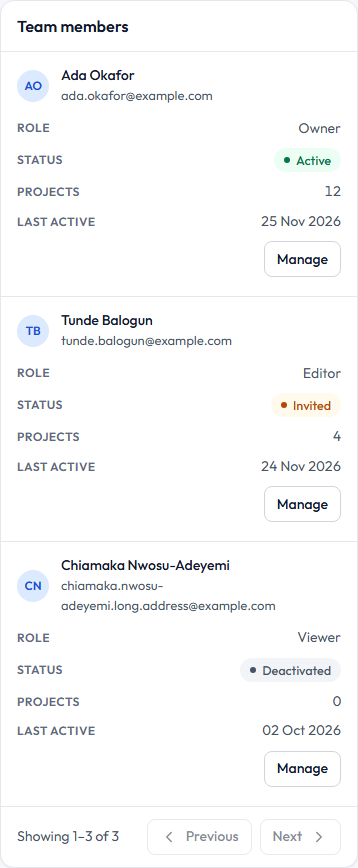 Team members
AO
Ada Okafor
ada.okafor@example.com
ROLE Owner
STATUS Active
PROJECTS 12
LAST ACTIVE 25 Nov 2026
Manage
TB
Tunde Balogun
tunde.balogun@example.com
ROLE Editor
STATUS Invited
PROJECTS 4
LAST ACTIVE 24 Nov 2026
Manage
CN
Chiamaka Nwosu-Adeyemi
chiamaka.nwosu-
adeyemi.long.address@example.com
ROLE Viewer
STATUS Deactivated
PROJECTS 0
LAST ACTIVE 02 Oct 2026
Manage
Showing 1–3 of 3 Previous Next